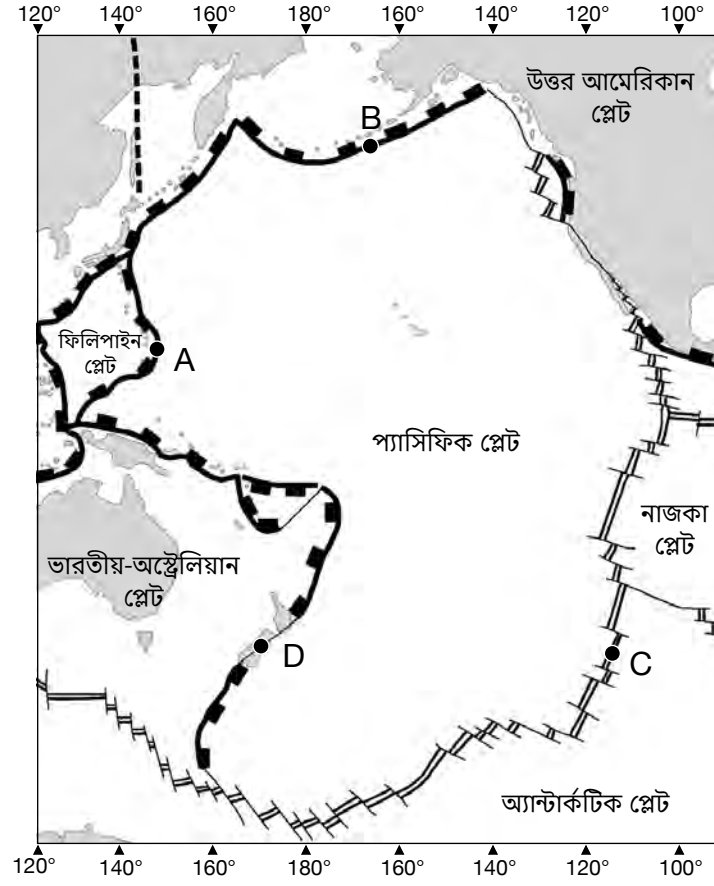 120° 140° 160° 180° 160° 140° 120° 100°
উত্তর আমেরিকান
প্লেট
B
ফিলিপাইন
প্লেট
A
প্যাসিফিক প্লেট
নাজকা
প্লেট
ভারতীয়-অস্ট্রেলিয়ান
প্লেট
D
C
অ্যান্টার্কটিক প্লেট
120° 140° 160° 180° 160° 140° 120° 100°